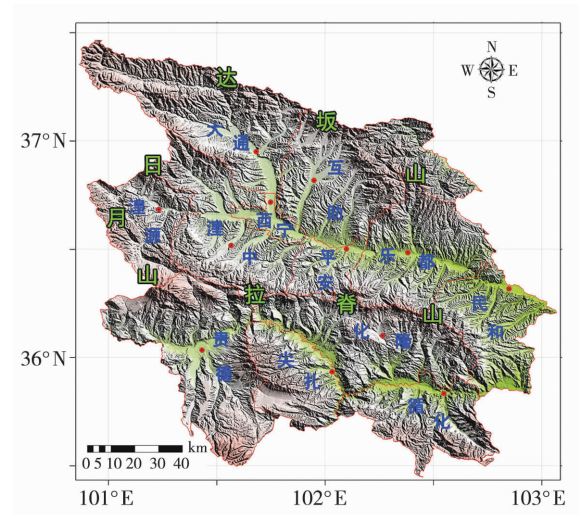 N
W E
S
达
坂
山
大通
互
助
日
月
山
湟
源
湟
中
西
宁
平
安
乐
都
民
和
拉
脊
山
化
隆
贵
德
尖
扎
循
化
37°N
36°N
km
0 5 10 20 30 40
101°E 102°E 103°E